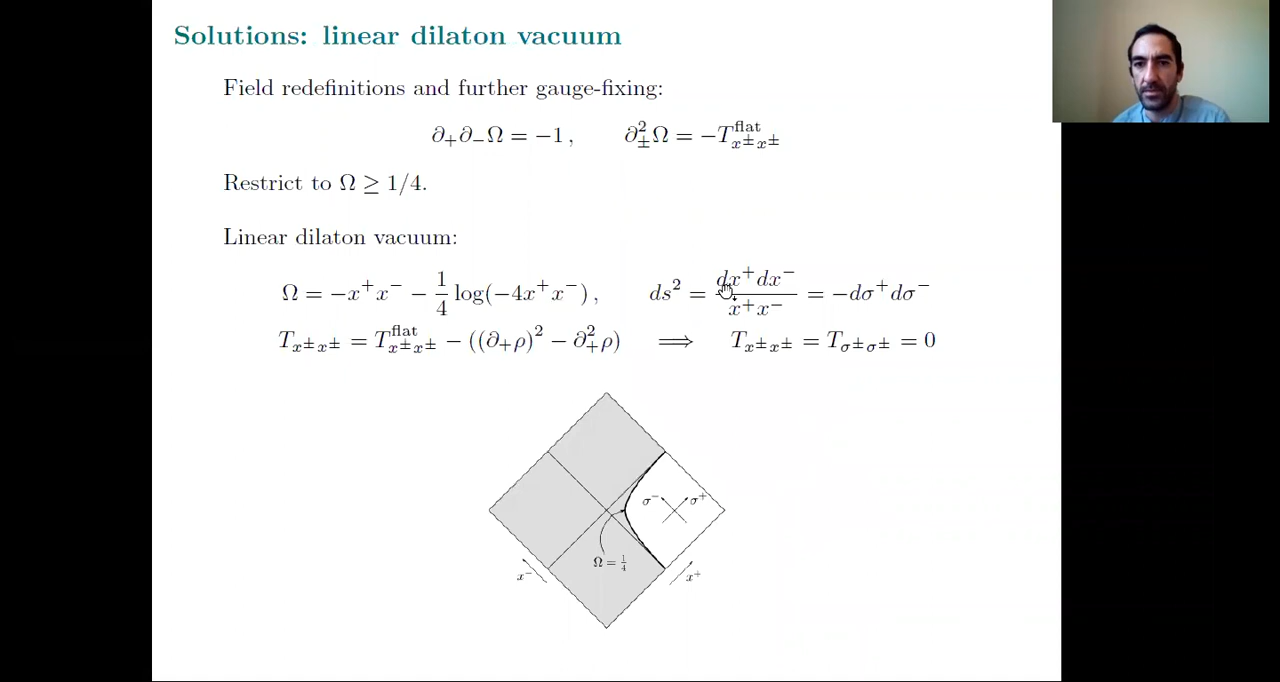 Solutions: linear dilaton vacuum
Field redefinitions and further gauge-fixing:
∂₊∂₋Ω = −1 ,  ∂²±Ω = −T^flat_{x±x±}
Restrict to Ω ≥ 1/4.
Linear dilaton vacuum:
Ω = −x⁺x⁻ − 1/4 log(−4x⁺x⁻) ,  ds² = dx⁺dx⁻/x⁺x⁻ = −dσ⁺dσ⁻
T_{x±x±} = T^flat_{x±x±} − ((∂₊ρ)² − ∂²₊ρ)  ⟹  T_{x±x±} = T_{σ±σ±} = 0
σ⁻ σ⁺
Ω = 1/4
x⁻ x⁺